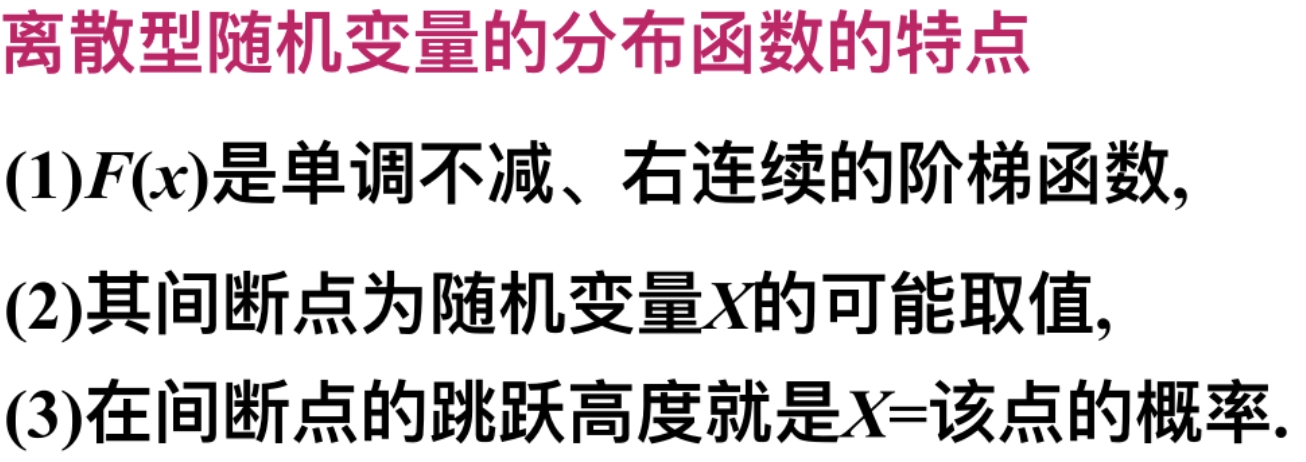 离散型随机变量的分布函数的特点
(1)F(x)是单调不减、右连续的阶梯函数,
(2)其间断点为随机变量X的可能取值,
(3)在间断点的跳跃高度就是X=该点的概率.